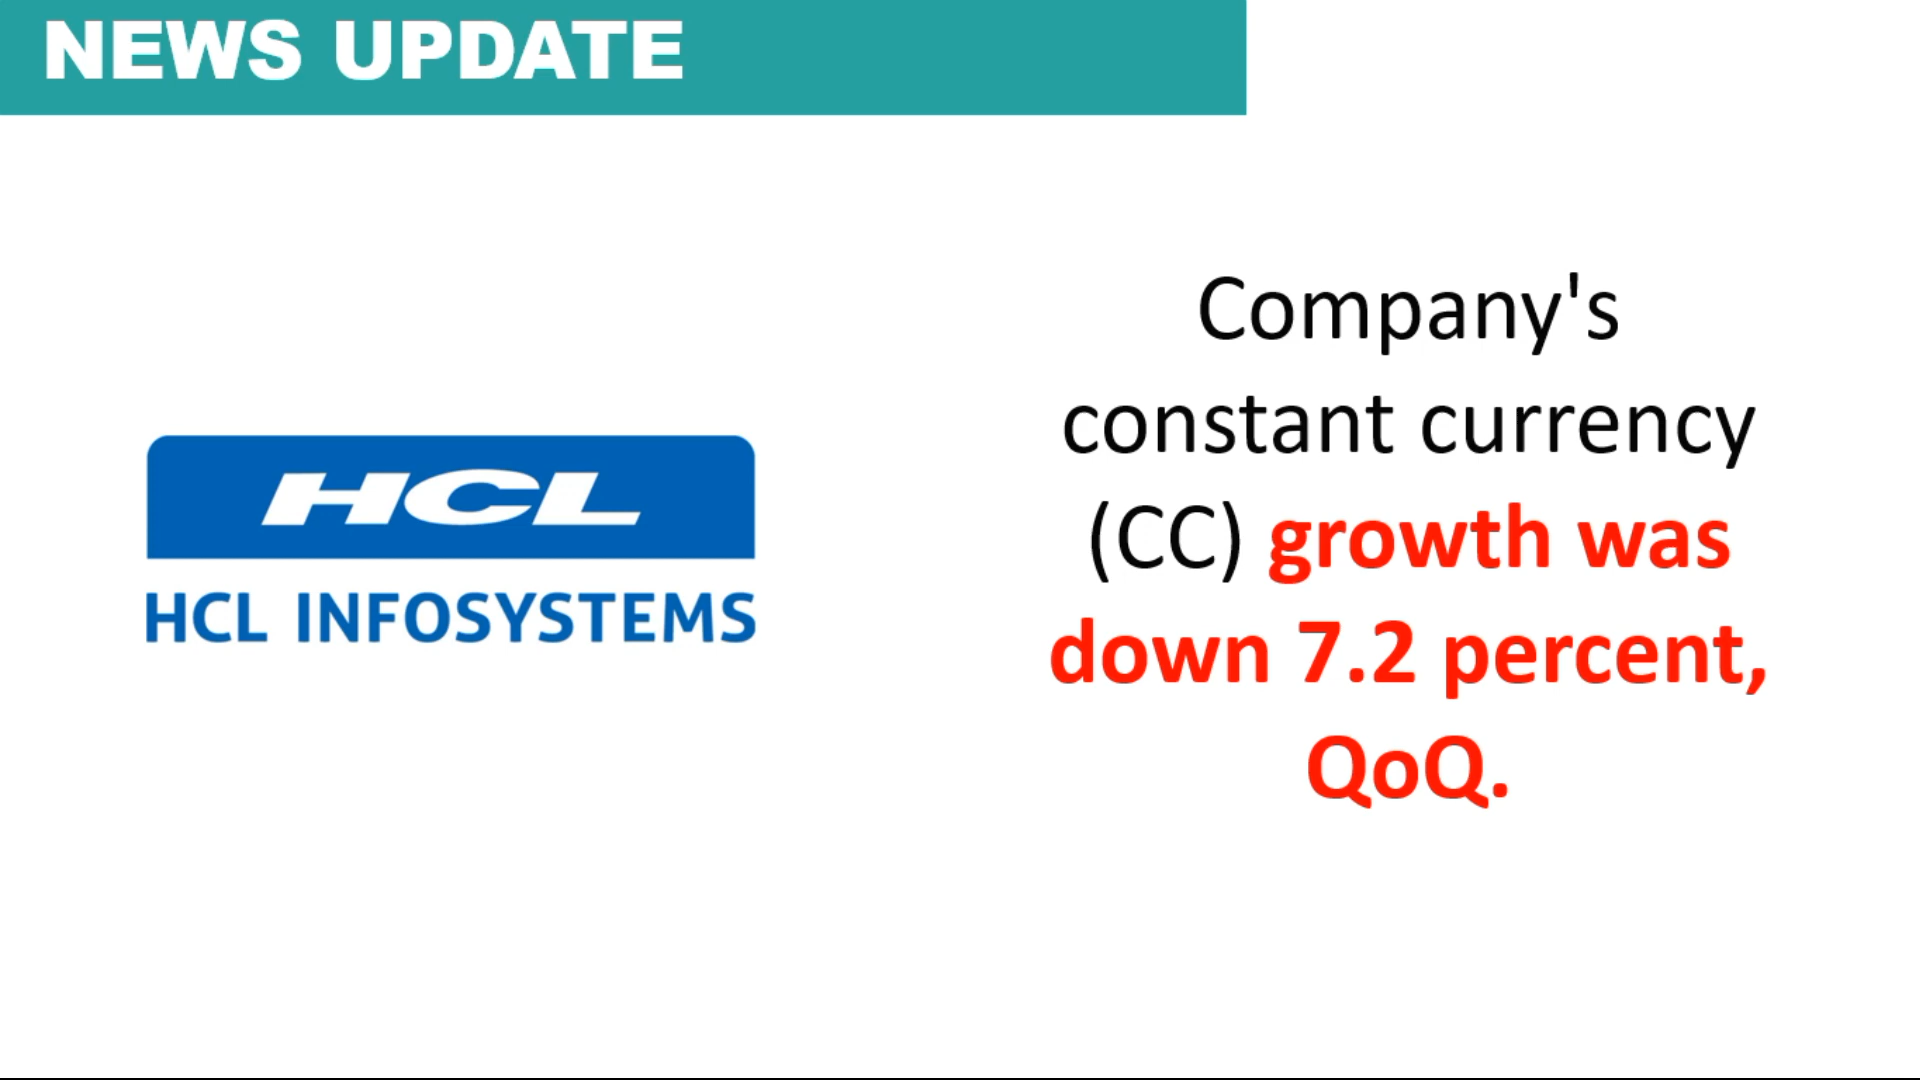 NEWS UPDATE
HCL
HCL INFOSYSTEMS
Company's
constant currency
(CC) growth was
down 7.2 percent,
QoQ.